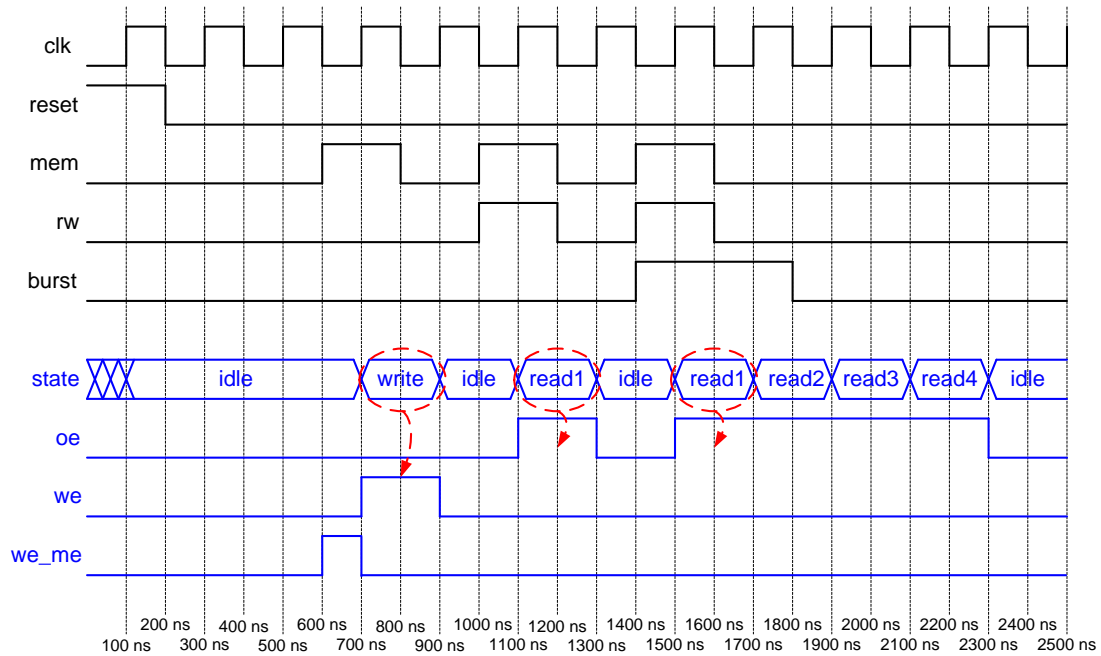 clk
reset
mem
rw
burst
state idle write idle read1 idle read1 read2 read3 read4 idle
oe
we
we_me
200 ns 400 ns 600 ns 800 ns 1000 ns 1200 ns 1400 ns 1600 ns 1800 ns 2000 ns 2200 ns 2400 ns
100 ns 300 ns 500 ns 700 ns 900 ns 1100 ns 1300 ns 1500 ns 1700 ns 1900 ns 2100 ns 2300 ns 2500 ns